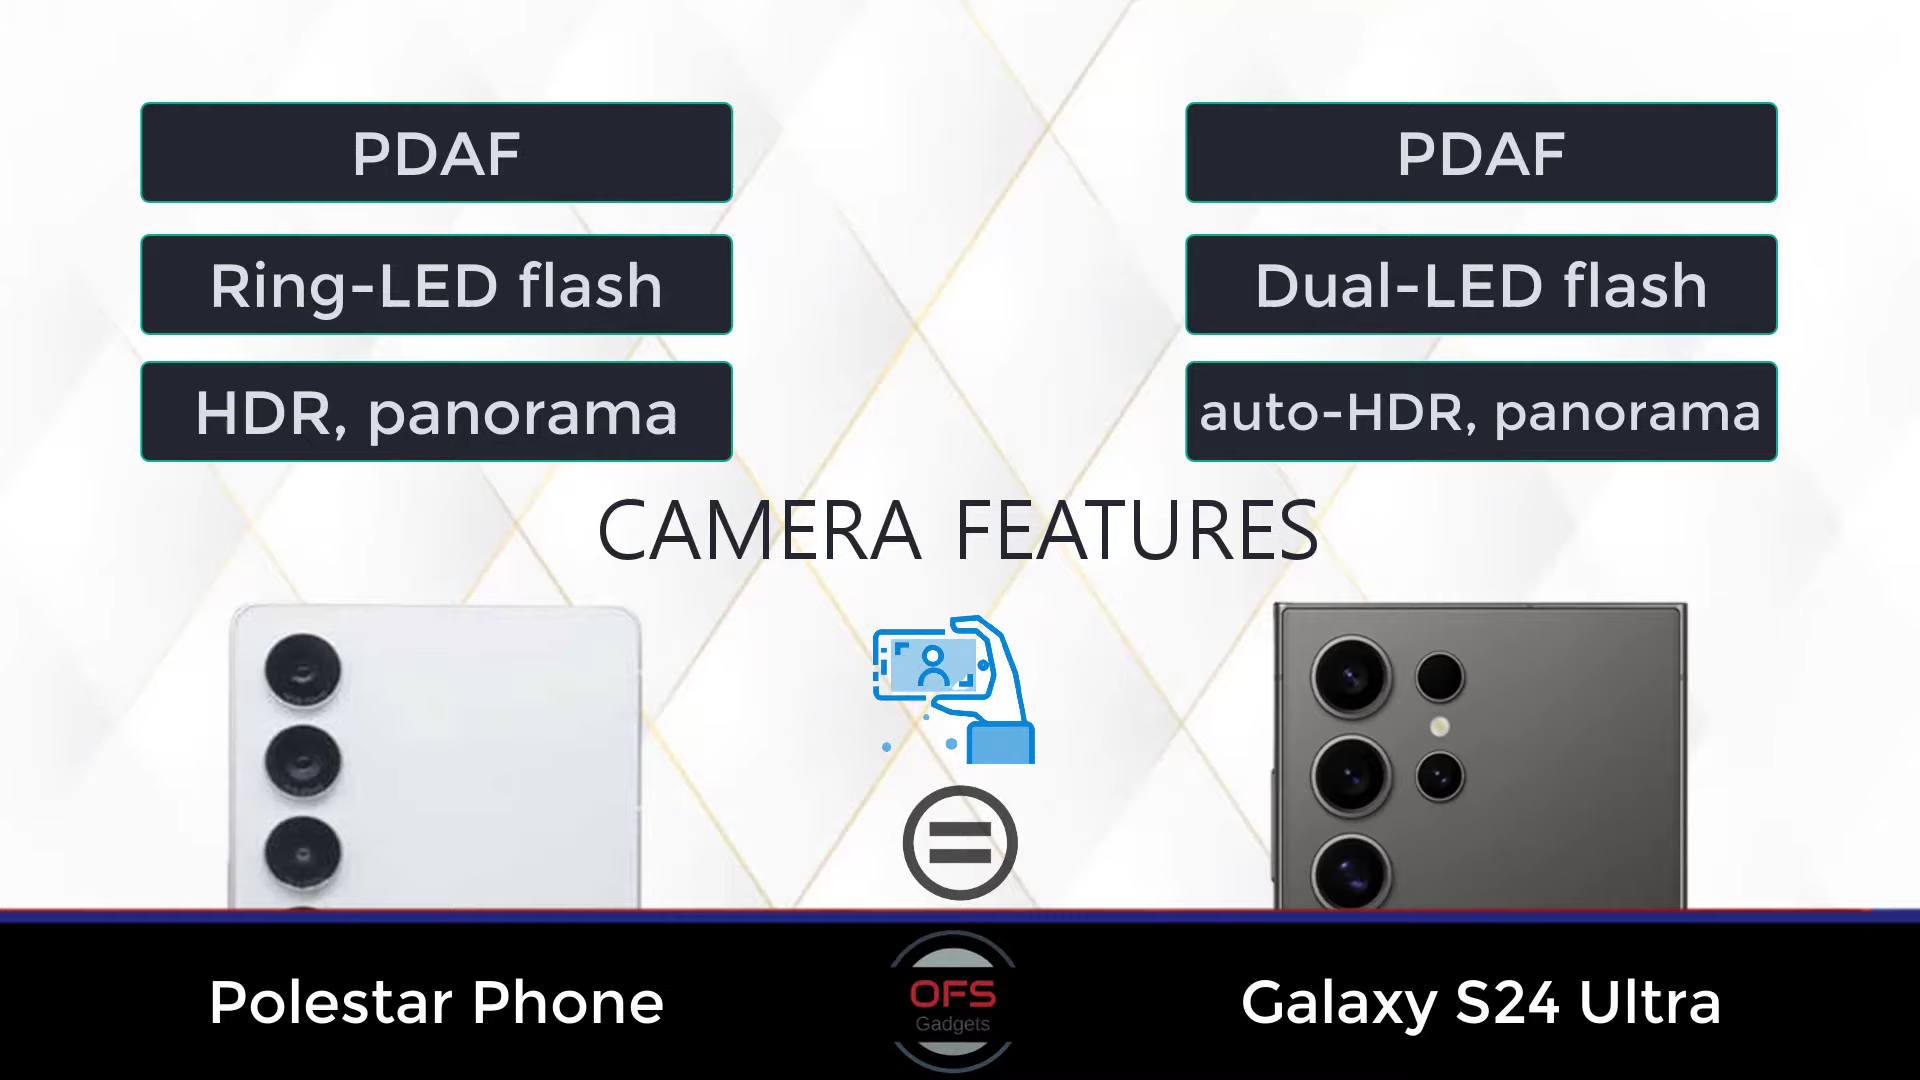 PDAF
Ring-LED flash
HDR, panorama
PDAF
Dual-LED flash
auto-HDR, panorama
CAMERA FEATURES
Polestar Phone
OFS
Gadgets
Galaxy S24 Ultra